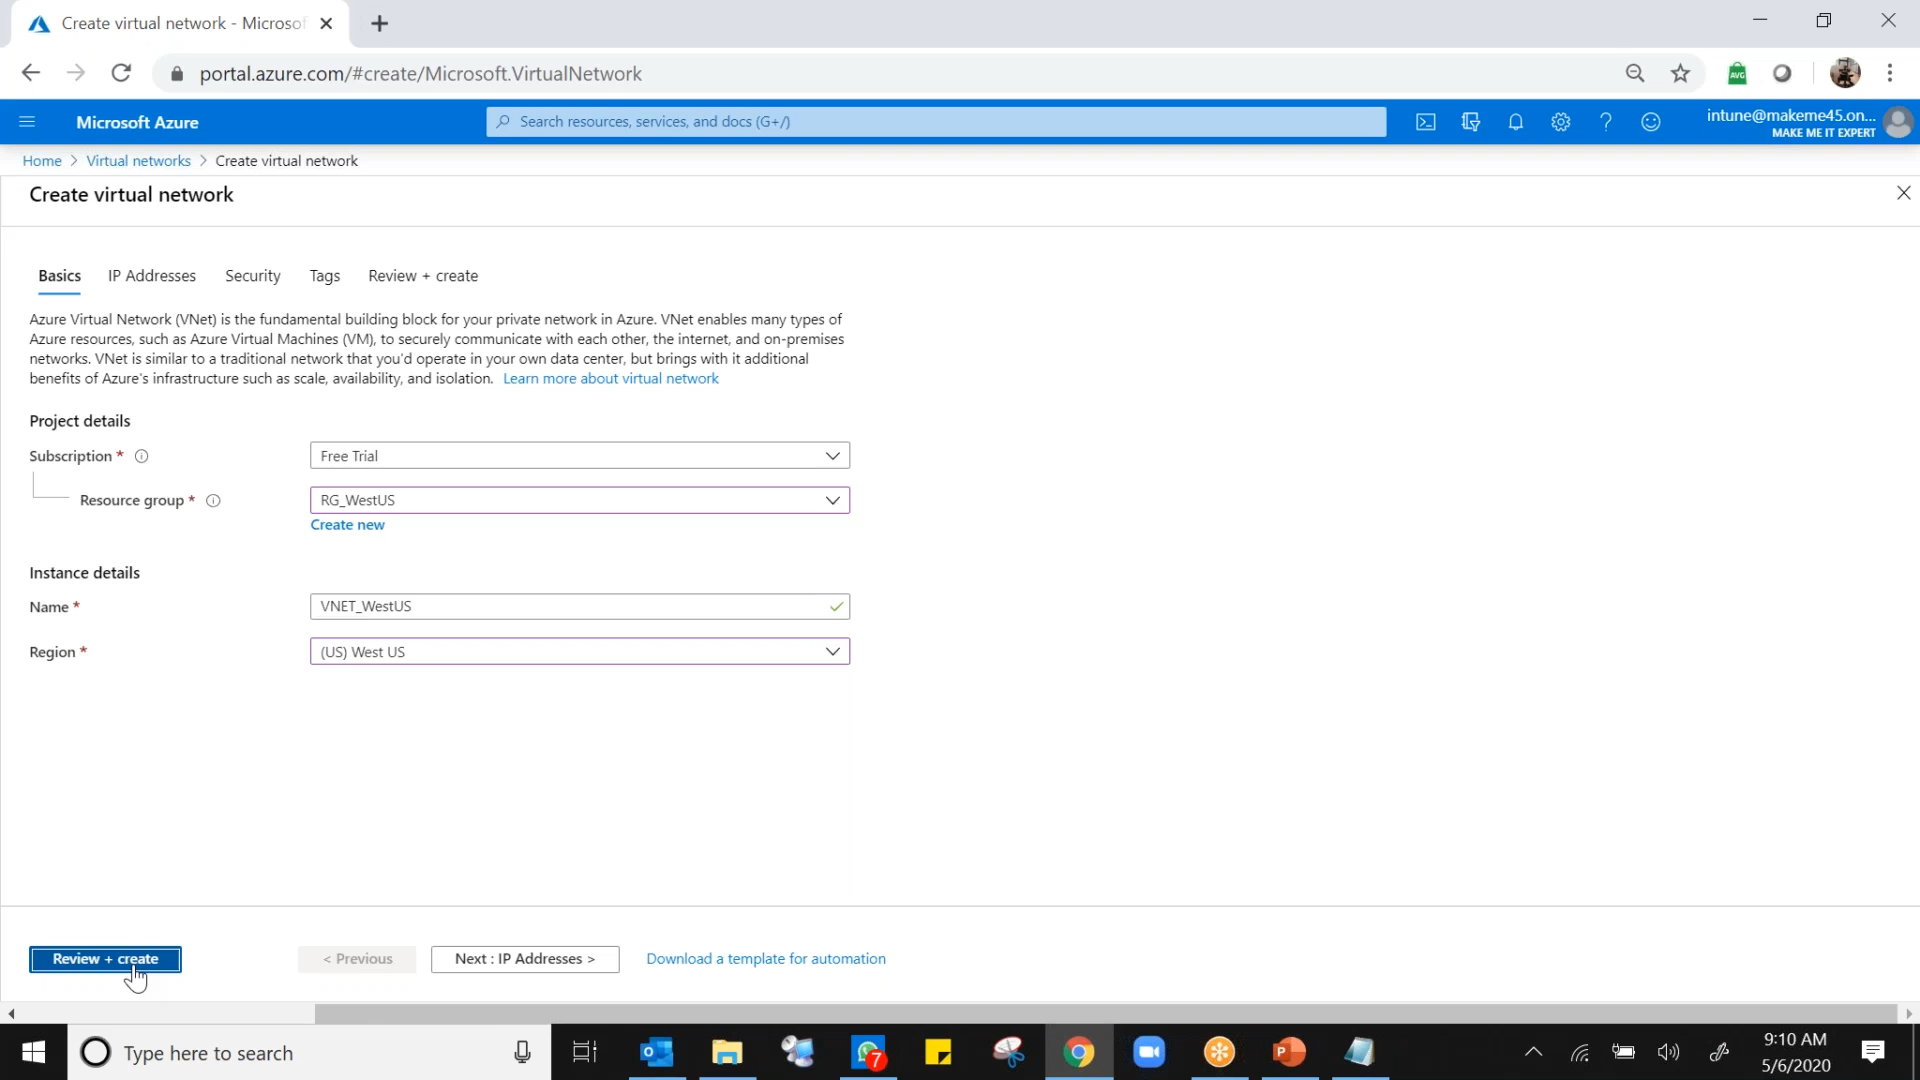 Create virtual network - Microsof
portal.azure.com/#create/Microsoft.VirtualNetwork
AVG
Microsoft Azure
Search resources, services, and docs (G+/)
intune@makeme45.on...
MAKE ME IT EXPERT
Home > Virtual networks > Create virtual network
Create virtual network
Basics IP Addresses Security Tags Review + create
Azure Virtual Network (VNet) is the fundamental building block for your private network in Azure. VNet enables many types of
Azure resources, such as Azure Virtual Machines (VM), to securely communicate with each other, the internet, and on-premises
networks. VNet is similar to a traditional network that you'd operate in your own data center, but brings with it additional
benefits of Azure's infrastructure such as scale, availability, and isolation. Learn more about virtual network
Project details
Subscription * Free Trial
Resource group * RG_WestUS
Create new
Instance details
Name * VNET_WestUS
Region * (US) West US
Review + create < Previous Next : IP Addresses > Download a template for automation
Type here to search
7
9:10 AM
5/6/2020